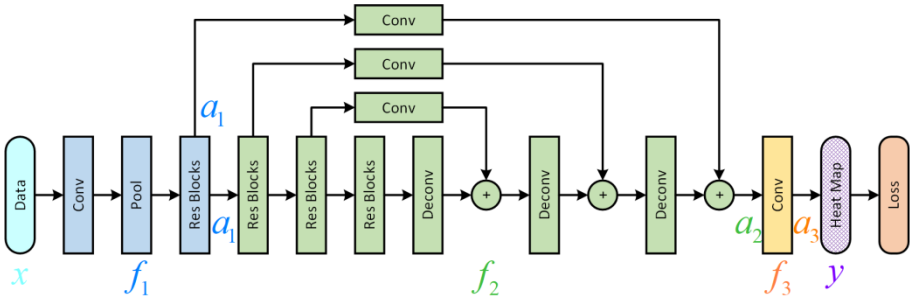 Conv
Conv
Conv
a₁
Data
Conv
Pool
Res Blocks
a₁
Res Blocks
Res Blocks
Res Blocks
Deconv
+
Deconv
+
Deconv
+
a₂
Conv
a₃
Heat Map
Loss
x
f₁
f₂
f₃
y